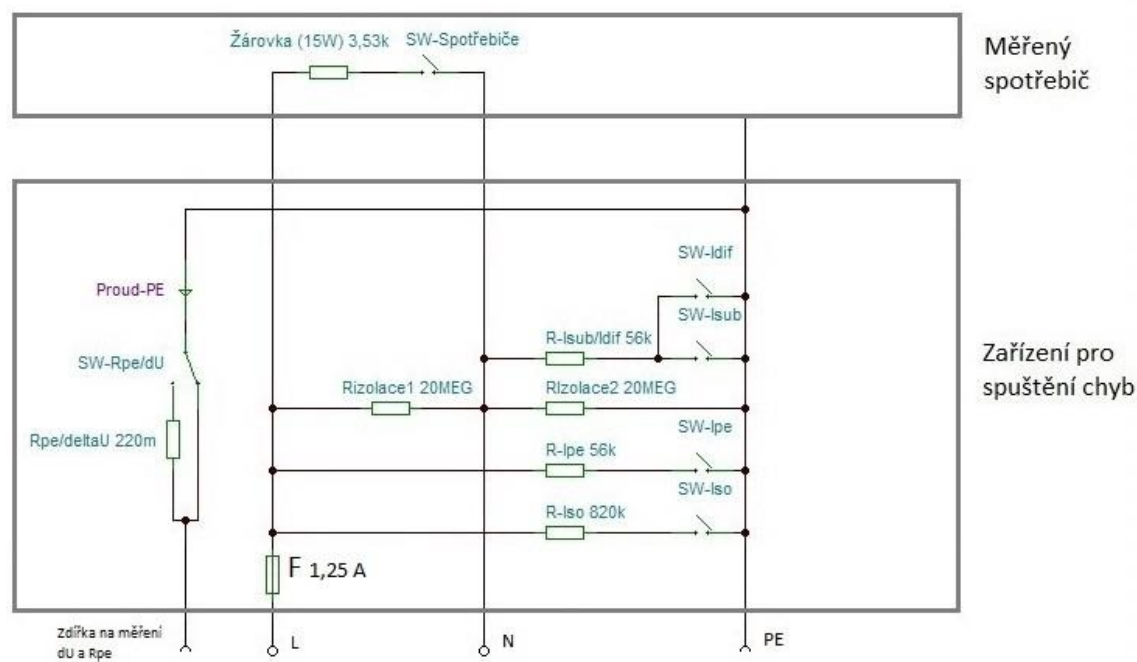 Žárovka (15W) 3,53k
SW-Spotřebiče
Měřený
spotřebič
SW-Idif
Proud-PE
SW-Isub
R-Isub/Idif 56k
SW-Rpe/dU
Zařízení pro
spuštění chyb
Rizolace1 20MEG
RIzolace2 20MEG
SW-Ipe
Rpe/deltaU 220m
R-Ipe 56k
SW-Iso
R-Iso 820k
F 1,25 A
Zdířka na měření
dU a Rpe
L
N
PE